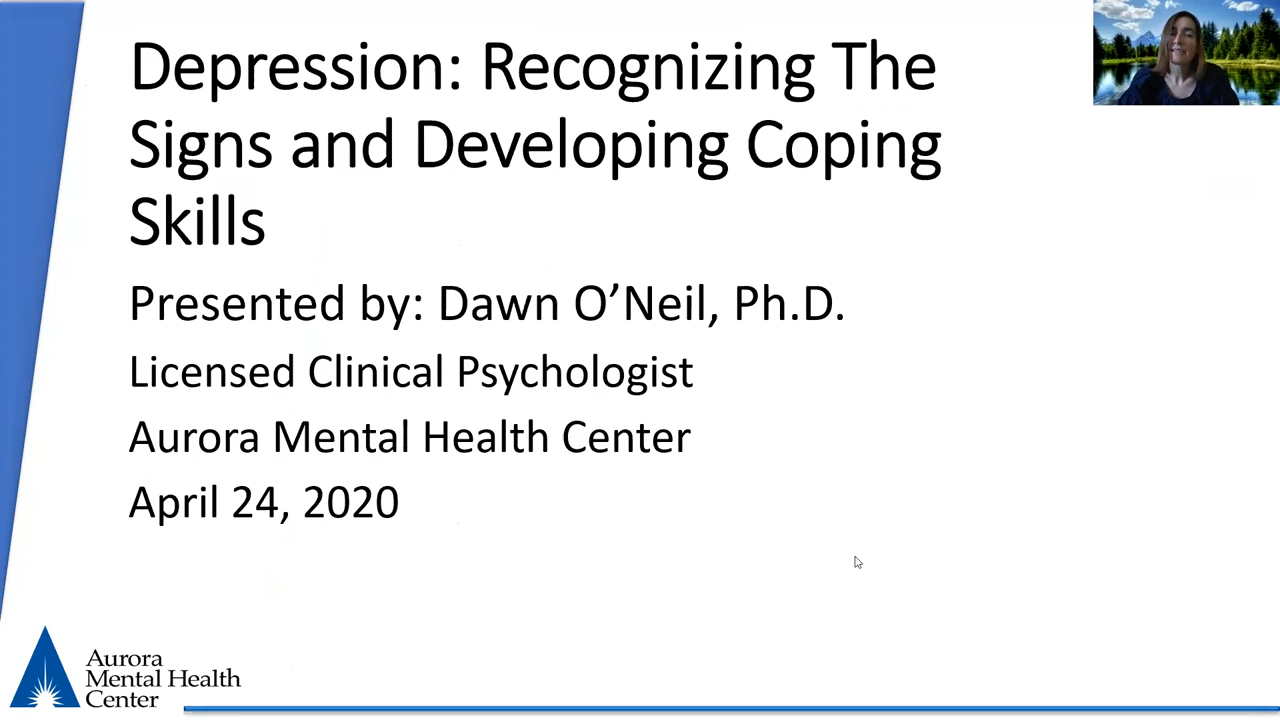 Depression: Recognizing The
Signs and Developing Coping
Skills
Presented by: Dawn O’Neil, Ph.D.
Licensed Clinical Psychologist
Aurora Mental Health Center
April 24, 2020
Aurora
Mental Health
Center